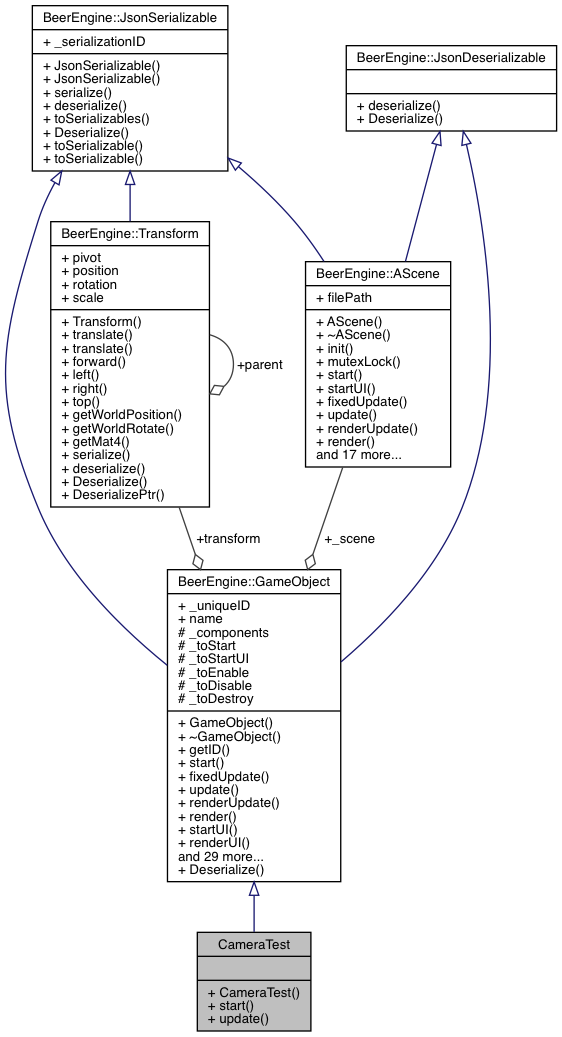 BeerEngine::JsonSerializable
+ _serializationID
+ JsonSerializable()
+ JsonSerializable()
+ serialize()
+ deserialize()
+ toSerializables()
+ Deserialize()
+ toSerializable()
+ toSerializable()
BeerEngine::JsonDeserializable
+ deserialize()
+ Deserialize()
BeerEngine::Transform
+ pivot
+ position
+ rotation
+ scale
+ Transform()
+ translate()
+ translate()
+ forward()
+ left()
+ right()
+ top()
+ getWorldPosition()
+ getWorldRotate()
+ getMat4()
+ serialize()
+ deserialize()
+ Deserialize()
+ DeserializePtr()
+parent
BeerEngine::AScene
+ filePath
+ AScene()
+ ~AScene()
+ init()
+ mutexLock()
+ start()
+ startUI()
+ fixedUpdate()
+ update()
+ renderUpdate()
+ render()
and 17 more...
+transform
+_scene
BeerEngine::GameObject
+ _uniqueID
+ name
# _components
# _toStart
# _toStartUI
# _toEnable
# _toDisable
# _toDestroy
+ GameObject()
+ ~GameObject()
+ getID()
+ start()
+ fixedUpdate()
+ update()
+ renderUpdate()
+ render()
+ startUI()
+ renderUI()
and 29 more...
+ Deserialize()
CameraTest
+ CameraTest()
+ start()
+ update()